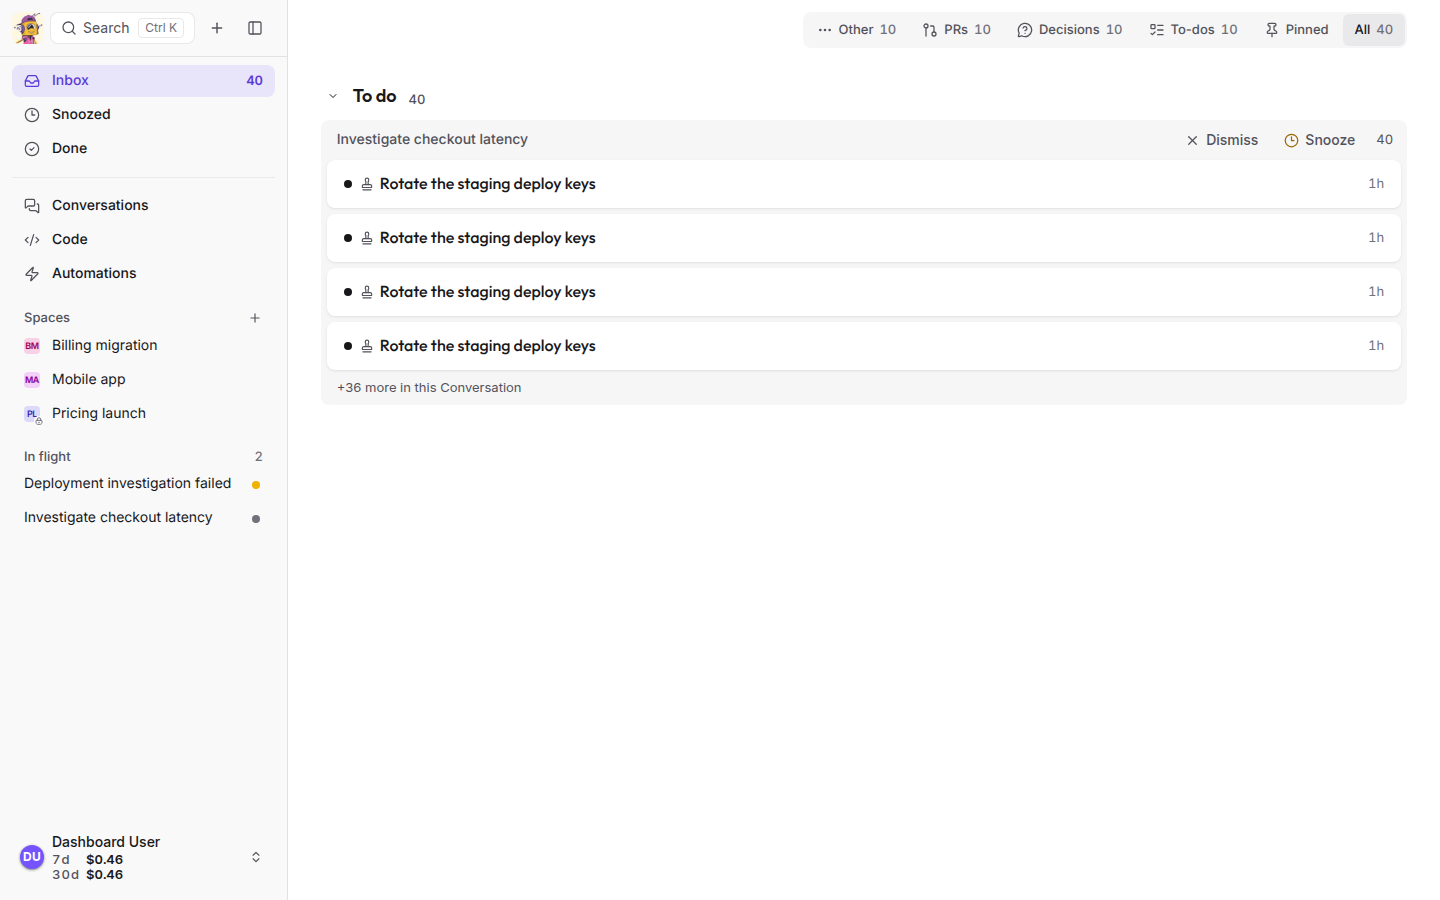 Search Ctrl K
Inbox 40
Snoozed
Done
Conversations
Code
Automations
Spaces
BM Billing migration
MA Mobile app
PL Pricing launch
In flight 2
Deployment investigation failed
Investigate checkout latency
DU Dashboard User
7d $0.46
30d $0.46
Other 10 PRs 10 Decisions 10 To-dos 10 Pinned All 40
To do 40
Investigate checkout latency Dismiss Snooze 40
Rotate the staging deploy keys 1h
Rotate the staging deploy keys 1h
Rotate the staging deploy keys 1h
Rotate the staging deploy keys 1h
+36 more in this Conversation